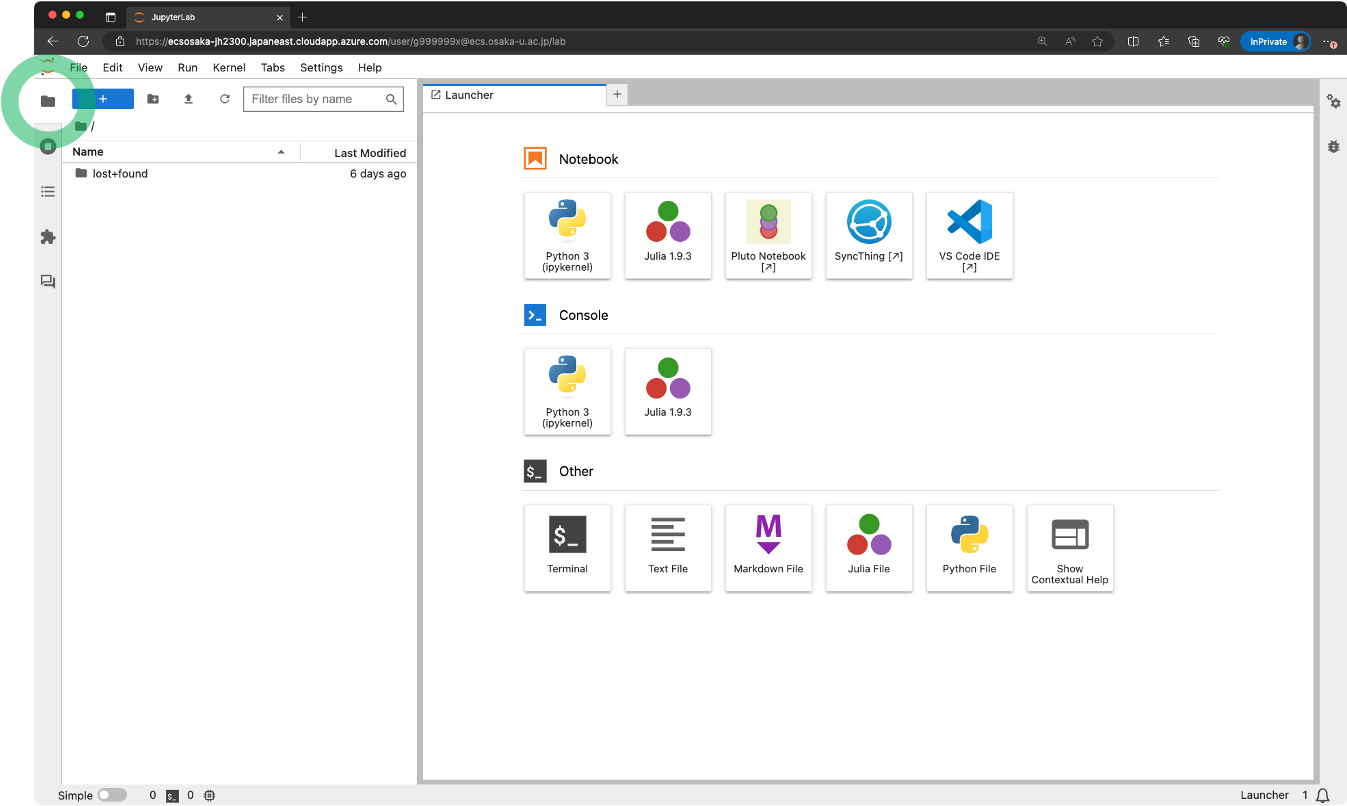 JupyterLab
https://ecsosaka-jh2300.japaneast.cloudapp.azure.com/user/g999999x@ecs.osaka-u.ac.jp/lab
InPrivate
File Edit View Run Kernel Tabs Settings Help
+
Filter files by name
Launcher
+
/
Name
Last Modified
lost+found
6 days ago
Notebook
Python 3
(ipykernel)
Julia 1.9.3
Pluto Notebook
[↗]
SyncThing [↗]
VS Code IDE
[↗]
Console
Python 3
(ipykernel)
Julia 1.9.3
$_ Other
$_
Terminal
Text File
M
Markdown File
Julia File
Python File
Show
Contextual Help
Simple 0 $_ 0
Launcher 1